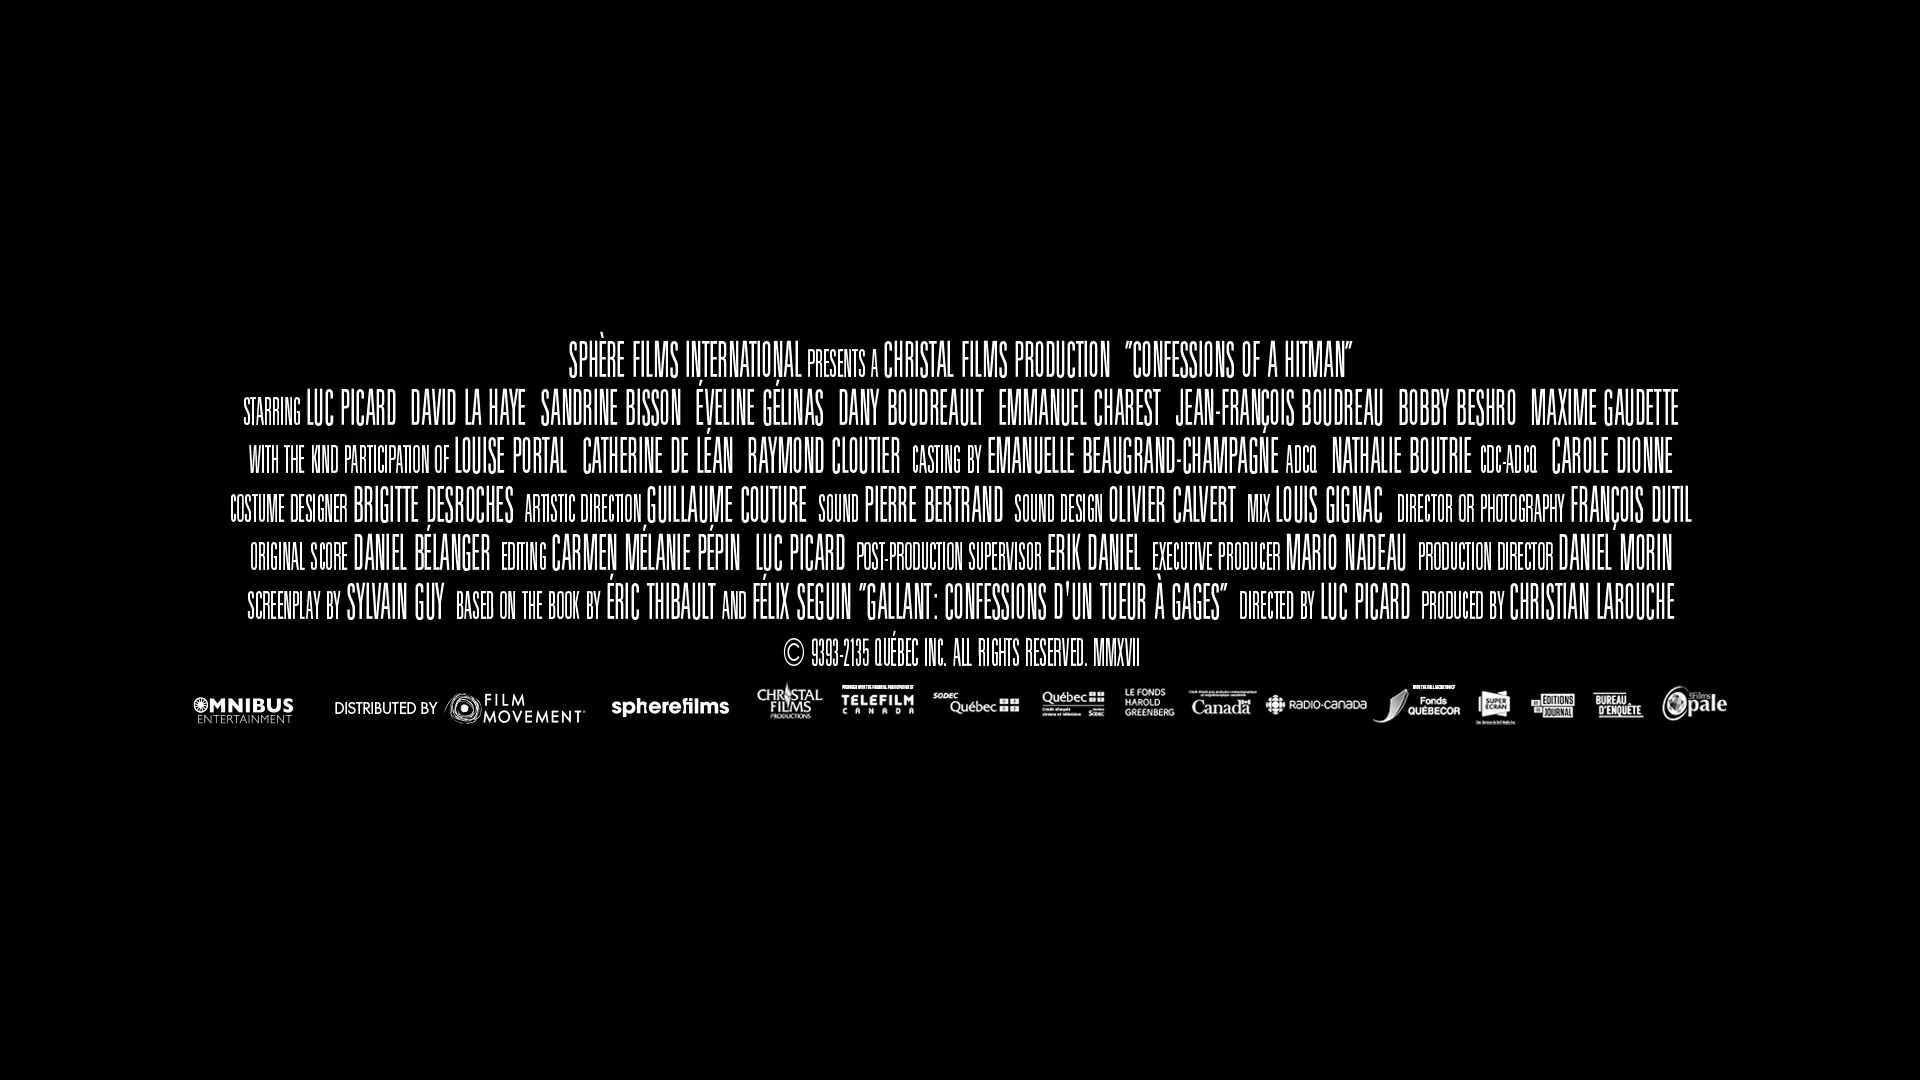 SPHÈRE FILMS INTERNATIONAL PRESENTS A CHRISTAL FILMS PRODUCTION "CONFESSIONS OF A HITMAN"
STARRING LUC PICARD DAVID LA HAYE SANDRINE BISSON ÉVELINE GÉLINAS DANY BOUDREAULT EMMANUEL CHAREST JEAN-FRANÇOIS BOUDREAU BOBBY BESHRO MAXIME GAUDETTE
WITH THE KIND PARTICIPATION OF LOUISE PORTAL CATHERINE DE LÉAN RAYMOND CLOUTIER CASTING BY EMANUELLE BEAUGRAND-CHAMPAGNE ADCQ NATHALIE BOUTRIE CDC-ADCQ CAROLE DIONNE
COSTUME DESIGNER BRIGITTE DESROCHES ARTISTIC DIRECTION GUILLAUME COUTURE SOUND PIERRE BERTRAND SOUND DESIGN OLIVIER CALVERT MIX LOUIS GIGNAC DIRECTOR OR PHOTOGRAPHY FRANÇOIS DUTIL
ORIGINAL SCORE DANIEL BÉLANGER EDITING CARMEN MÉLANIE PÉPIN LUC PICARD POST-PRODUCTION SUPERVISOR ERIK DANIEL EXECUTIVE PRODUCER MARIO NADEAU PRODUCTION DIRECTOR DANIEL MORIN
SCREENPLAY BY SYLVAIN GUY BASED ON THE BOOK BY ÉRIC THIBAULT AND FÉLIX SEGUIN "GALLANT: CONFESSIONS D'UN TUEUR À GAGES" DIRECTED BY LUC PICARD PRODUCED BY CHRISTIAN LAROUCHE
© 9393-2135 QUÉBEC INC. ALL RIGHTS RESERVED. MMXVII
OMNIBUS ENTERTAINMENT
DISTRIBUTED BY FILM MOVEMENT
spherefilms
CHRISTAL FILMS PRODUCTIONS
TELEFILM CANADA
SODEC Québec
Québec
LE FONDS HAROLD GREENBERG
Canada
RADIO-CANADA
Fonds QUÉBECOR
SUPER ÉCRAN
ÉDITIONS JOURNAL
BUREAU D'ENQUÊTE
Films Opale